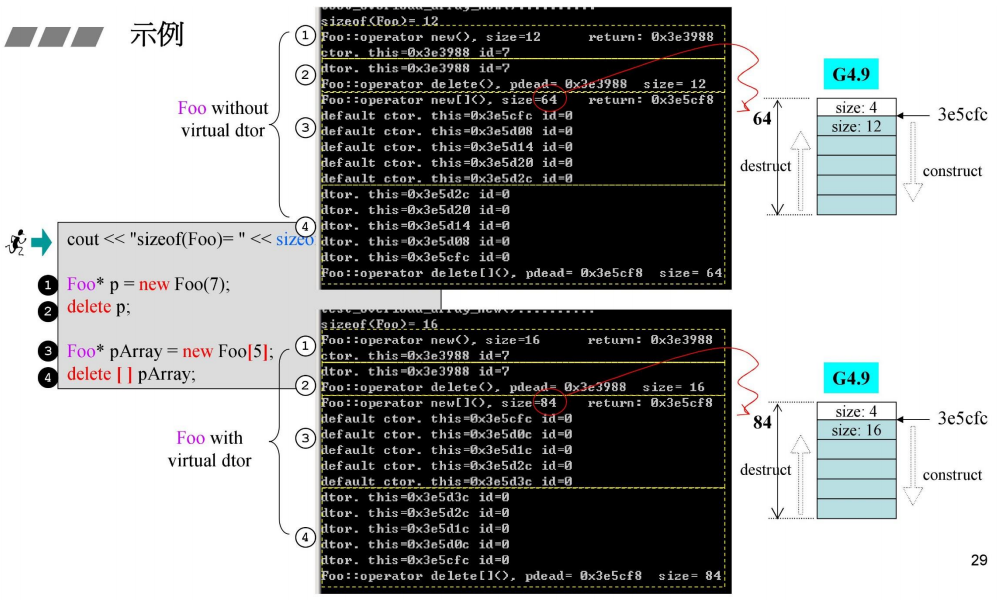 示例
Foo without
virtual dtor
cout << "sizeof(Foo)= " << sizeo
❶ Foo* p = new Foo(7);
❷ delete p;
❸ Foo* pArray = new Foo[5];
❹ delete [ ] pArray;
Foo with
virtual dtor
sizeof(Foo)= 12
① Foo::operator new(), size=12 return: 0x3e3988
ctor. this=0x3e3988 id=7
② dtor. this=0x3e3988 id=7
Foo::operator delete(), pdead= 0x3e3988 size= 12
③ Foo::operator new[](), size=64 return: 0x3e5cf8
default ctor. this=0x3e5cfc id=0
default ctor. this=0x3e5d08 id=0
default ctor. this=0x3e5d14 id=0
default ctor. this=0x3e5d20 id=0
default ctor. this=0x3e5d2c id=0
④ dtor. this=0x3e5d2c id=0
dtor. this=0x3e5d20 id=0
dtor. this=0x3e5d14 id=0
dtor. this=0x3e5d08 id=0
dtor. this=0x3e5cfc id=0
Foo::operator delete[](), pdead= 0x3e5cf8 size= 64
G4.9
64
size: 4
size: 12
3e5cfc
destruct
construct
sizeof(Foo)= 16
① Foo::operator new(), size=16 return: 0x3e3988
ctor. this=0x3e3988 id=7
② dtor. this=0x3e3988 id=7
Foo::operator delete(), pdead= 0x3e3988 size= 16
③ Foo::operator new[](), size=84 return: 0x3e5cf8
default ctor. this=0x3e5cfc id=0
default ctor. this=0x3e5d0c id=0
default ctor. this=0x3e5d1c id=0
default ctor. this=0x3e5d2c id=0
default ctor. this=0x3e5d3c id=0
④ dtor. this=0x3e5d3c id=0
dtor. this=0x3e5d2c id=0
dtor. this=0x3e5d1c id=0
dtor. this=0x3e5d0c id=0
dtor. this=0x3e5cfc id=0
Foo::operator delete[](), pdead= 0x3e5cf8 size= 84
G4.9
84
size: 4
size: 16
3e5cfc
destruct
construct
29